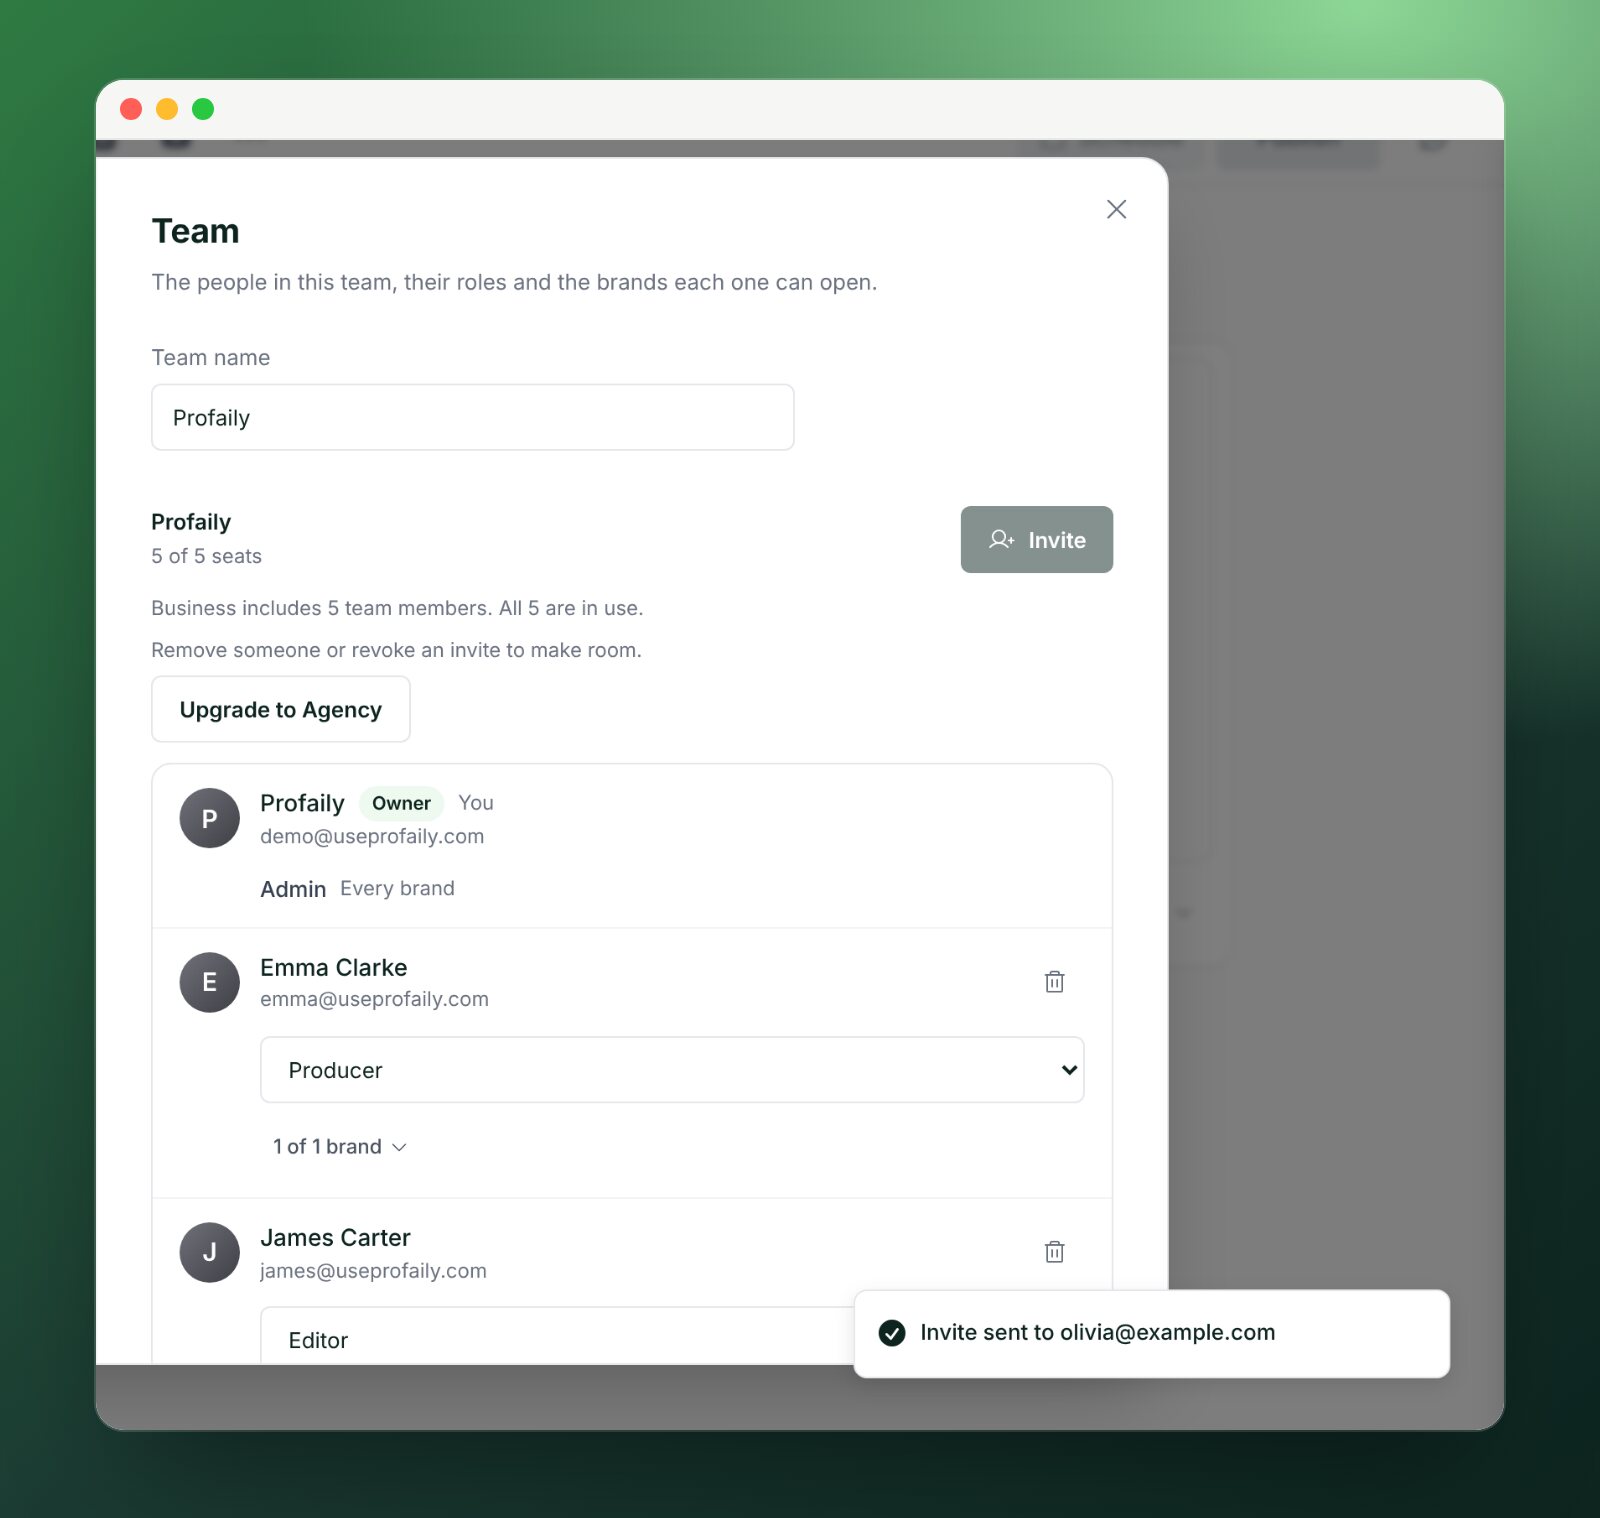 Team
The people in this team, their roles and the brands each one can open.
Team name
Profaily
Profaily
5 of 5 seats
Invite
Business includes 5 team members. All 5 are in use.
Remove someone or revoke an invite to make room.
Upgrade to Agency
P
Profaily Owner You
demo@useprofaily.com
Admin Every brand
E
Emma Clarke
emma@useprofaily.com
Producer
1 of 1 brand
J
James Carter
james@useprofaily.com
Editor
Invite sent to olivia@example.com